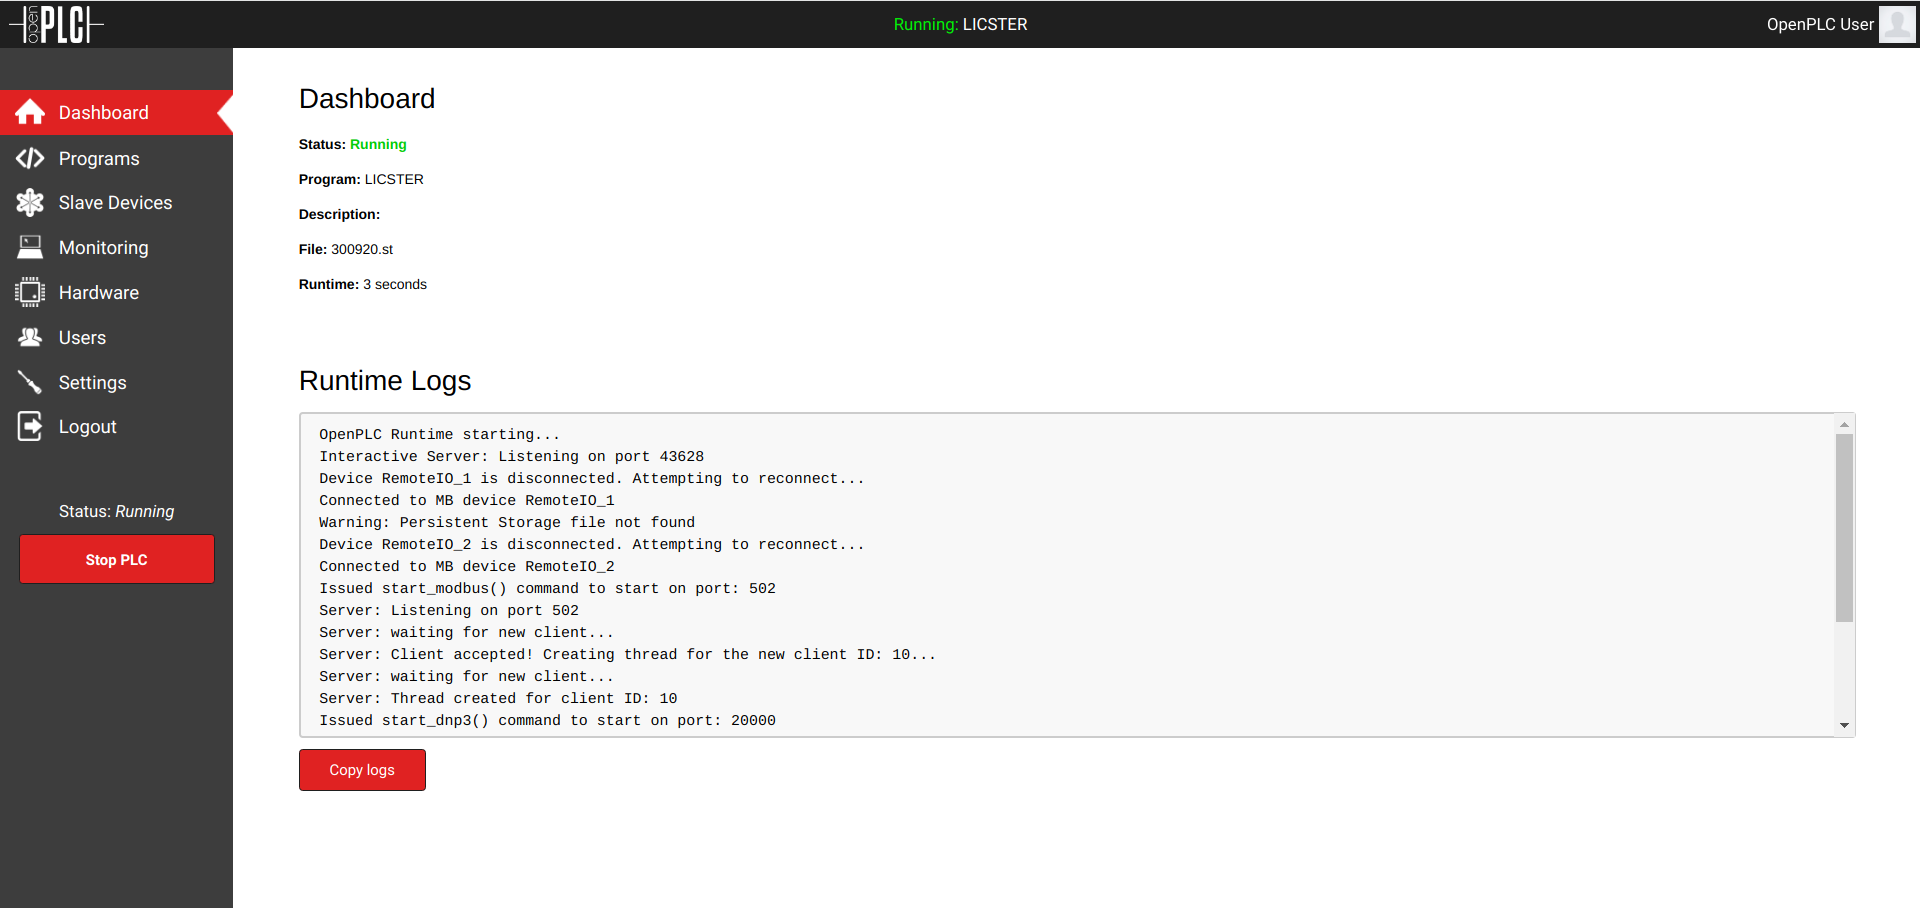 open PLC
Running: LICSTER
OpenPLC User
Dashboard
Programs
Slave Devices
Monitoring
Hardware
Users
Settings
Logout
Status: Running
Stop PLC
Dashboard
Status: Running
Program: LICSTER
Description:
File: 300920.st
Runtime: 3 seconds
Runtime Logs
OpenPLC Runtime starting...
Interactive Server: Listening on port 43628
Device RemoteIO_1 is disconnected. Attempting to reconnect...
Connected to MB device RemoteIO_1
Warning: Persistent Storage file not found
Device RemoteIO_2 is disconnected. Attempting to reconnect...
Connected to MB device RemoteIO_2
Issued start_modbus() command to start on port: 502
Server: Listening on port 502
Server: waiting for new client...
Server: Client accepted! Creating thread for the new client ID: 10...
Server: waiting for new client...
Server: Thread created for client ID: 10
Issued start_dnp3() command to start on port: 20000
Copy logs